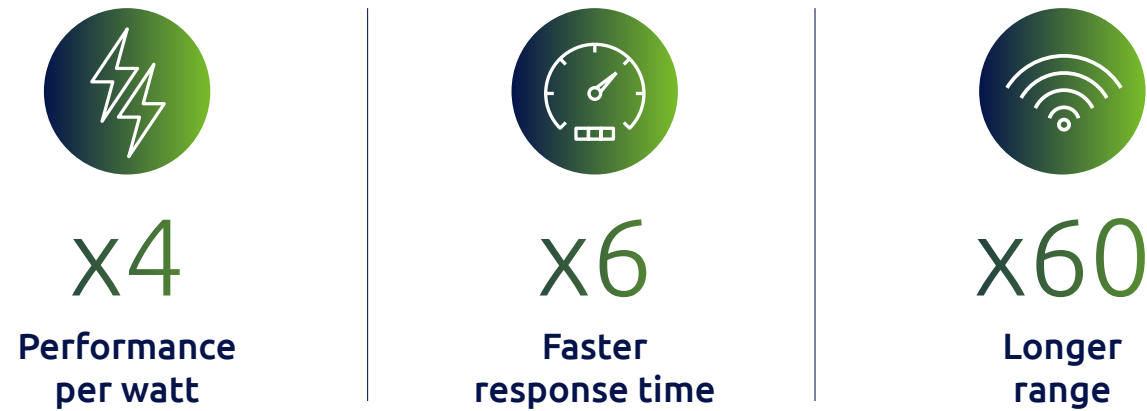 x4
Performance
per watt
x6
Faster
response time
x60
Longer
range